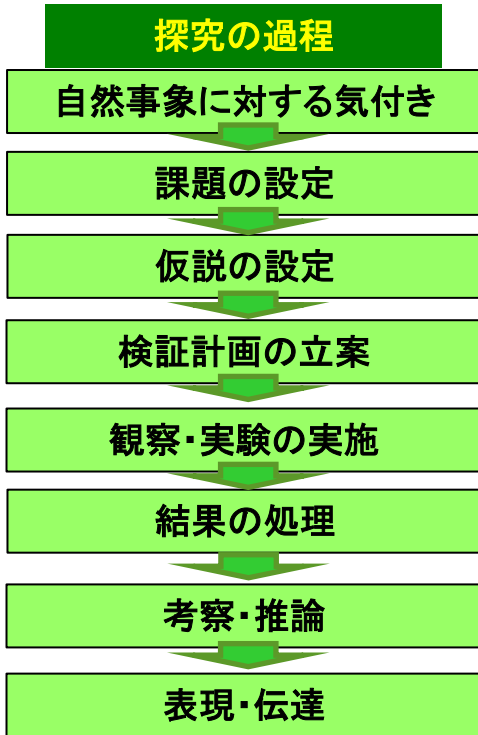 探究の過程
自然事象に対する気付き
課題の設定
仮説の設定
検証計画の立案
観察・実験の実施
結果の処理
考察・推論
表現・伝達